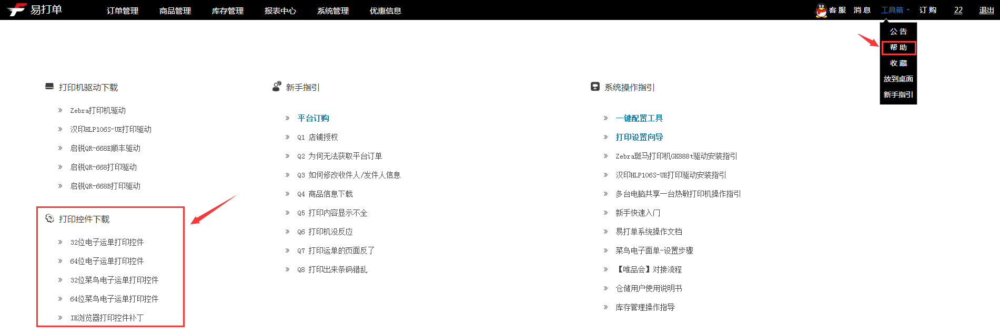 易打单 订单管理 商品管理 库存管理 报表中心 系统管理 优惠信息 客服 消息 工具箱 订购 22 退出
公告
帮助
收藏
放到桌面
新手指引
打印机驱动下载
Zebra打印机驱动
汉印HLP106S-UE打印驱动
启锐QR-668E顺丰驱动
启锐QR-668打印驱动
启锐QR-668B打印驱动
打印控件下载
32位电子运单打印控件
64位电子运单打印控件
32位菜鸟电子运单打印控件
64位菜鸟电子运单打印控件
IE浏览器打印控件补丁
新手指引
平台订购
Q1 店铺授权
Q2 为何无法获取平台订单
Q3 如何修改收件人/发件人信息
Q4 商品信息下载
Q5 打印内容显示不全
Q6 打印机没反应
Q7 打印运单的页面反了
Q8 打印出来条码错乱
系统操作指引
一键配置工具
打印设置向导
Zebra斑马打印机GK888t驱动安装指引
汉印HLP106S-UE打印驱动安装指引
多台电脑共享一台热敏打印机操作指引
新手快速入门
易打单系统操作文档
菜鸟电子面单-设置步骤
【唯品会】对接流程
仓储用户使用说明书
库存管理操作指导